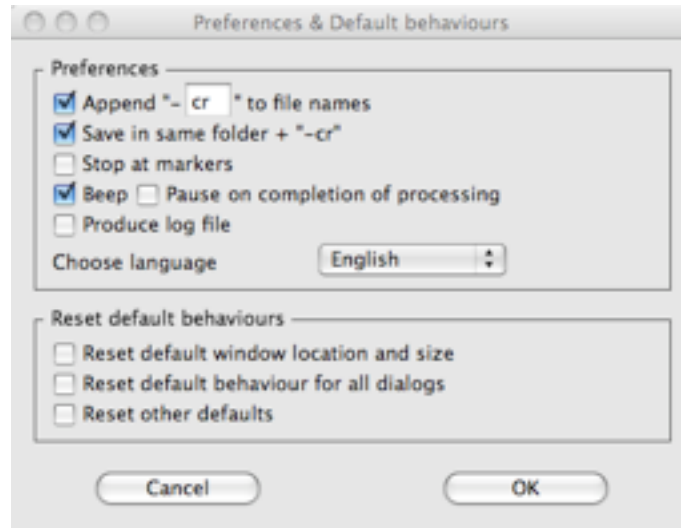 Preferences & Default behaviours
Preferences
Append "- cr " to file names
Save in same folder + "-cr"
Stop at markers
Beep Pause on completion of processing
Produce log file
Choose language English
Reset default behaviours
Reset default window location and size
Reset default behaviour for all dialogs
Reset other defaults
Cancel OK